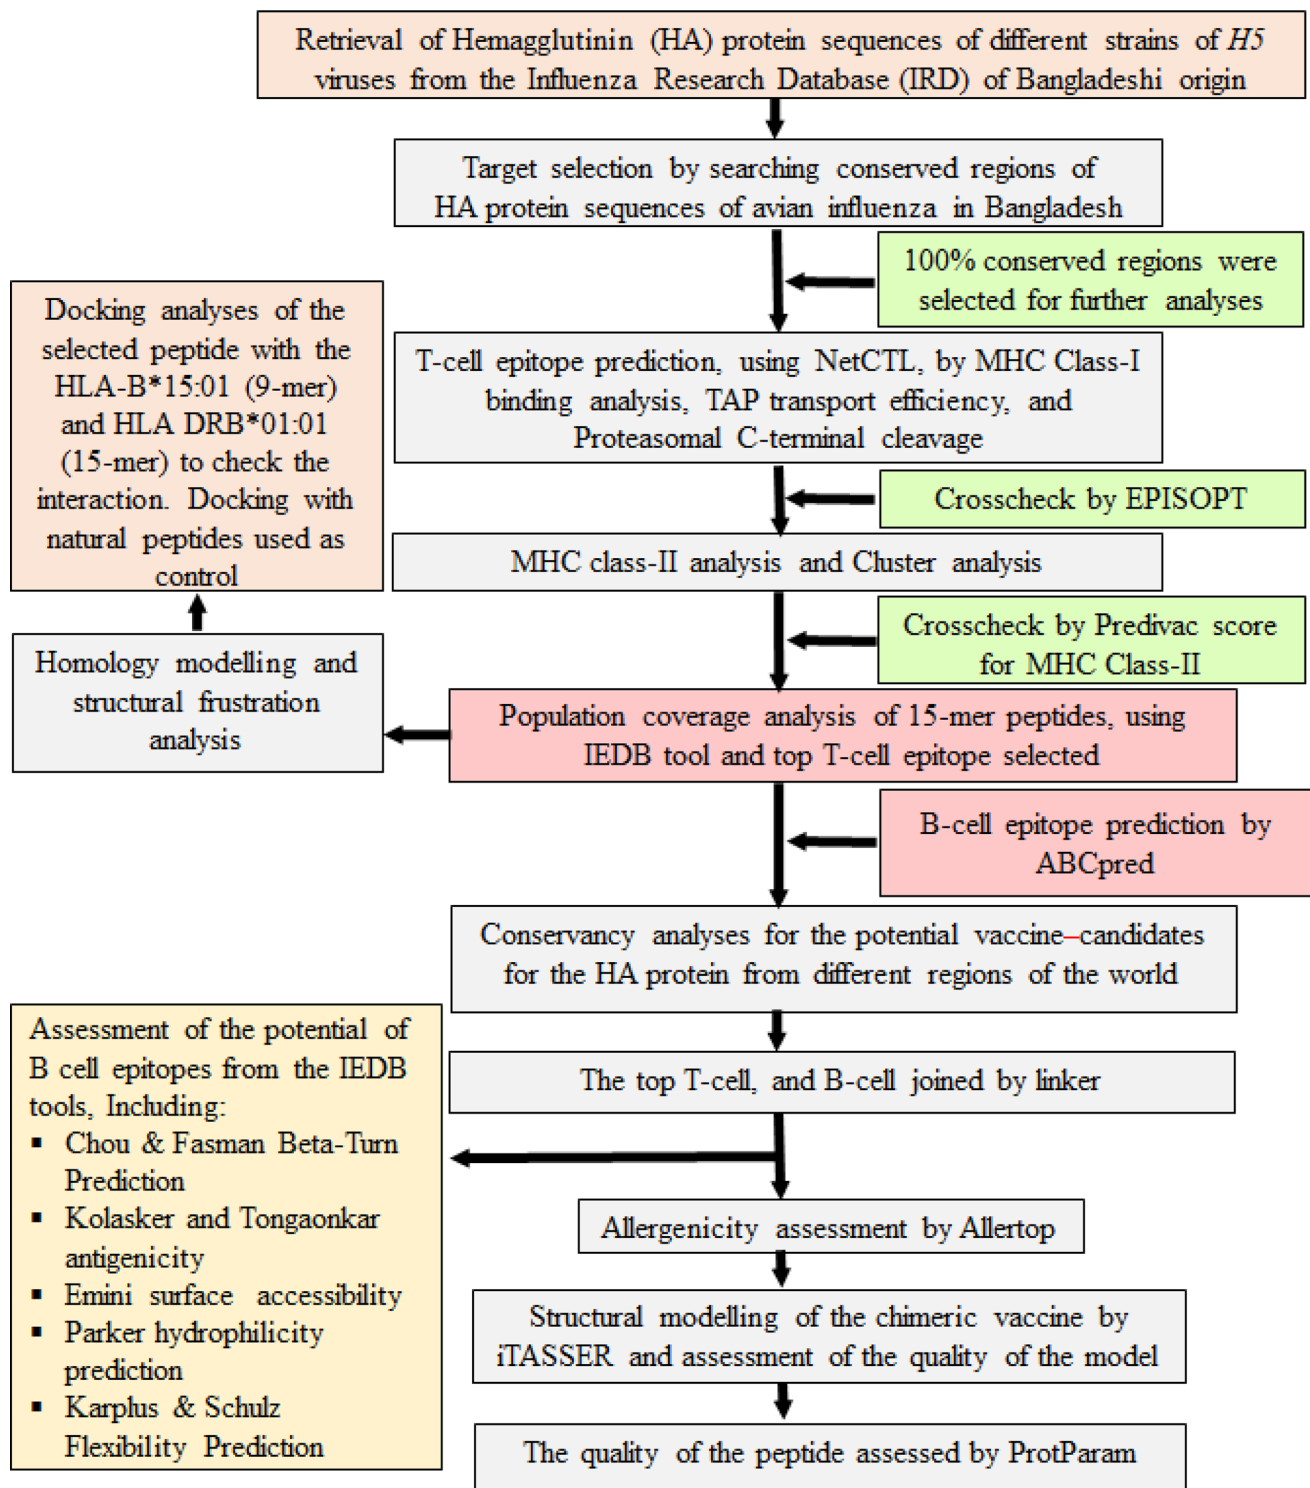 Retrieval of Hemagglutinin (HA) protein sequences of different strains of H5
viruses from the Influenza Research Database (IRD) of Bangladeshi origin
Target selection by searching conserved regions of
HA protein sequences of avian influenza in Bangladesh
100% conserved regions were
selected for further analyses
T-cell epitope prediction, using NetCTL, by MHC Class-I
binding analysis, TAP transport efficiency, and
Proteasomal C-terminal cleavage
Crosscheck by EPISOPT
MHC class-II analysis and Cluster analysis
Crosscheck by Predivac score
for MHC Class-II
Population coverage analysis of 15-mer peptides, using
IEDB tool and top T-cell epitope selected
Homology modelling and
structural frustration
analysis
Docking analyses of the
selected peptide with the
HLA-B*15:01 (9-mer)
and HLA DRB*01:01
(15-mer) to check the
interaction. Docking with
natural peptides used as
control
B-cell epitope prediction by
ABCpred
Conservancy analyses for the potential vaccine–candidates
for the HA protein from different regions of the world
The top T-cell, and B-cell joined by linker
Assessment of the potential of
B cell epitopes from the IEDB
tools, Including:
▪ Chou & Fasman Beta-Turn
Prediction
▪ Kolasker and Tongaonkar
antigenicity
▪ Emini surface accessibility
▪ Parker hydrophilicity
prediction
▪ Karplus & Schulz
Flexibility Prediction
Allergenicity assessment by Allertop
Structural modelling of the chimeric vaccine by
iTASSER and assessment of the quality of the model
The quality of the peptide assessed by ProtParam